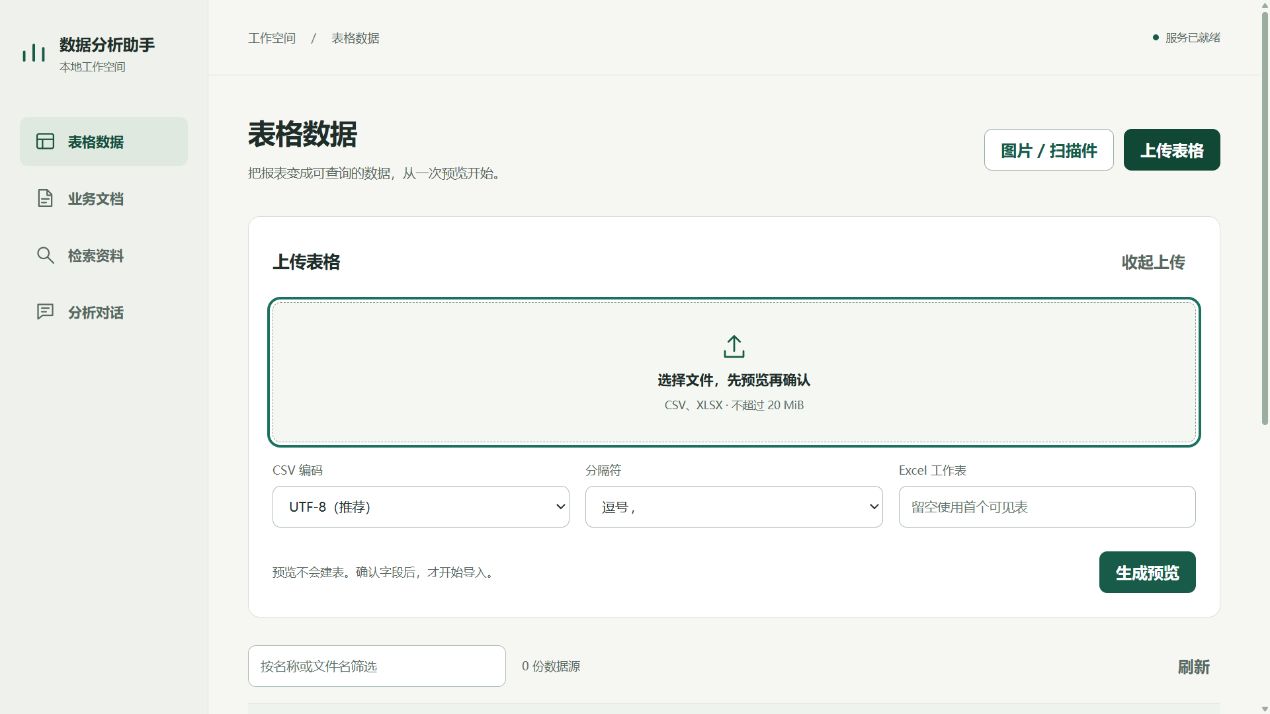 数据分析助手
本地工作空间
表格数据
业务文档
检索资料
分析对话
工作空间 / 表格数据
服务已就绪
表格数据
把报表变成可查询的数据，从一次预览开始。
图片 / 扫描件
上传表格
上传表格
收起上传
选择文件，先预览再确认
CSV、XLSX · 不超过 20 MiB
CSV 编码
分隔符
Excel 工作表
UTF-8（推荐）
逗号 ,
留空使用首个可见表
预览不会建表。确认字段后，才开始导入。
生成预览
按名称或文件名筛选
0 份数据源
刷新